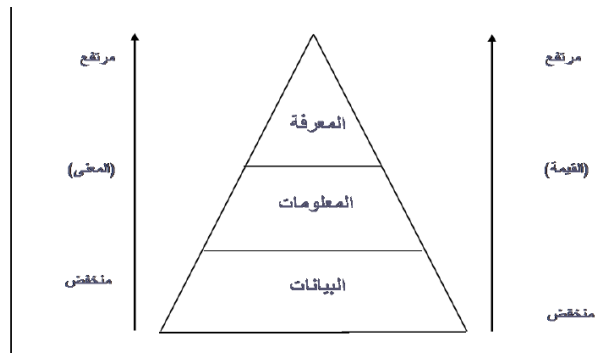 مرتفع
مرتفع
المعرفة
(القيمة)
(المعنى)
المعلومات
منخفض
البيانات
منخفض